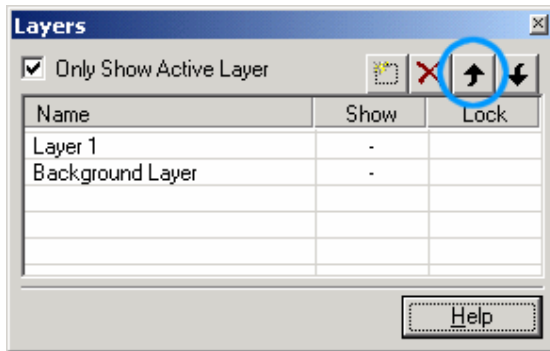 Layers
Only Show Active Layer
Name Show Lock
Layer 1 -
Background Layer -
Help